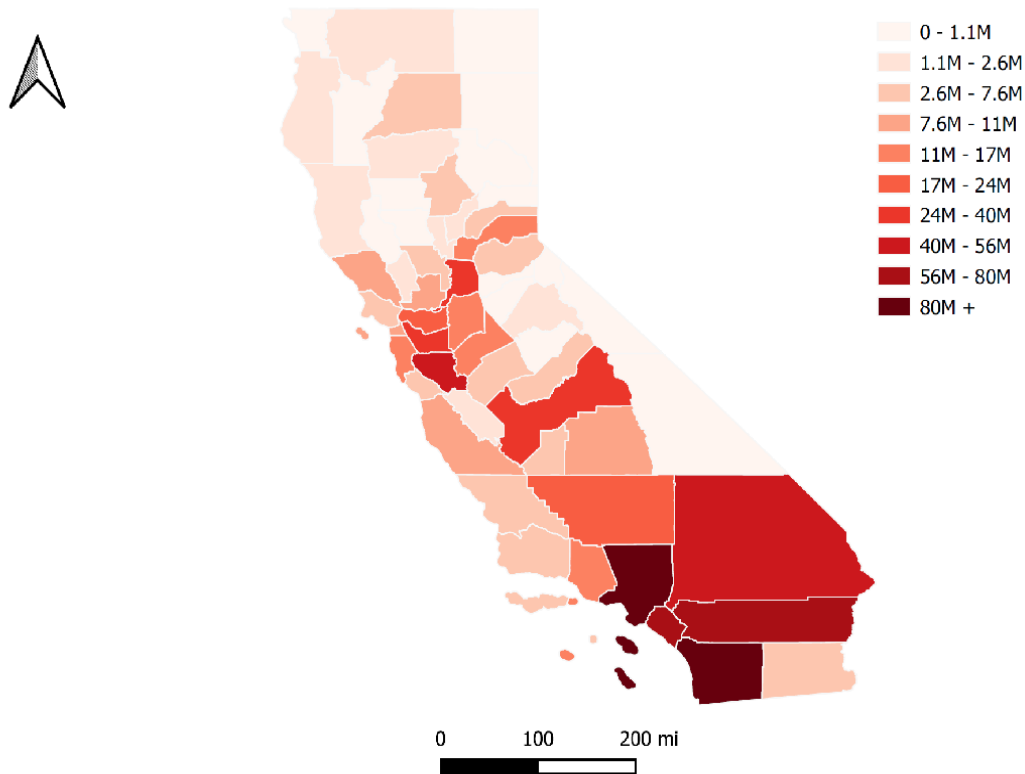 0 - 1.1M
1.1M - 2.6M
2.6M - 7.6M
7.6M - 11M
11M - 17M
17M - 24M
24M - 40M
40M - 56M
56M - 80M
80M +
0 100 200 mi